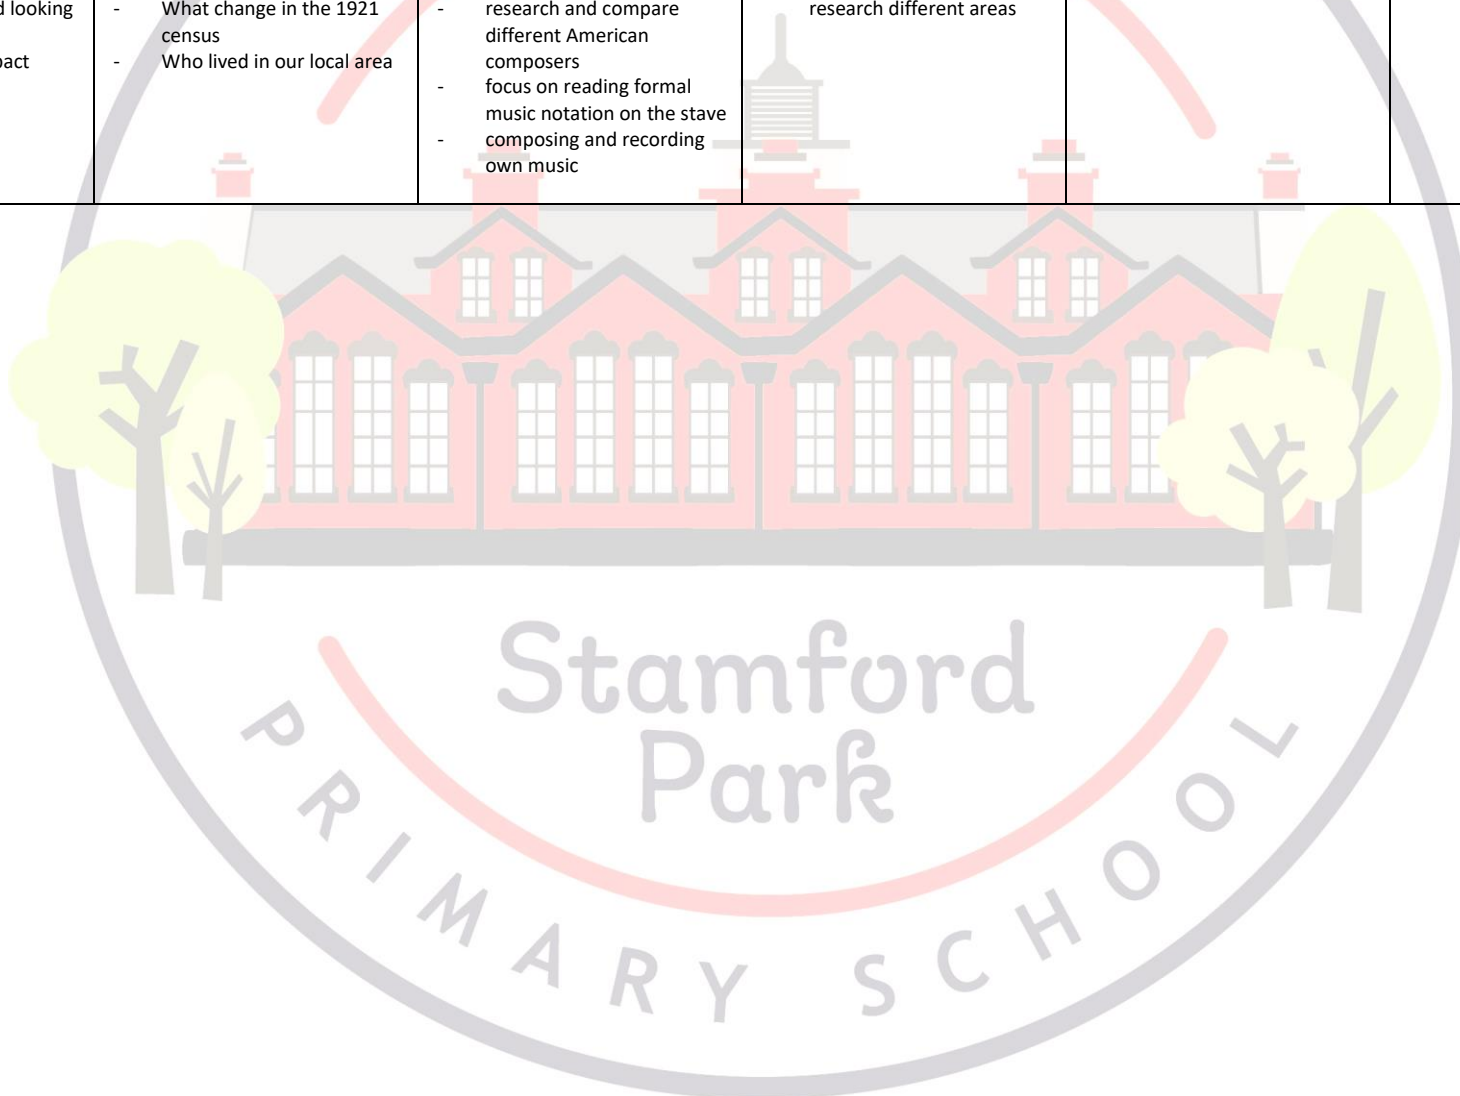 d looking
pact
- What change in the 1921
census
- Who lived in our local area
- research and compare
different American
composers
- focus on reading formal
music notation on the stave
- composing and recording
own music
research different areas
Stamford
Park
PRIMARY SCHOOL